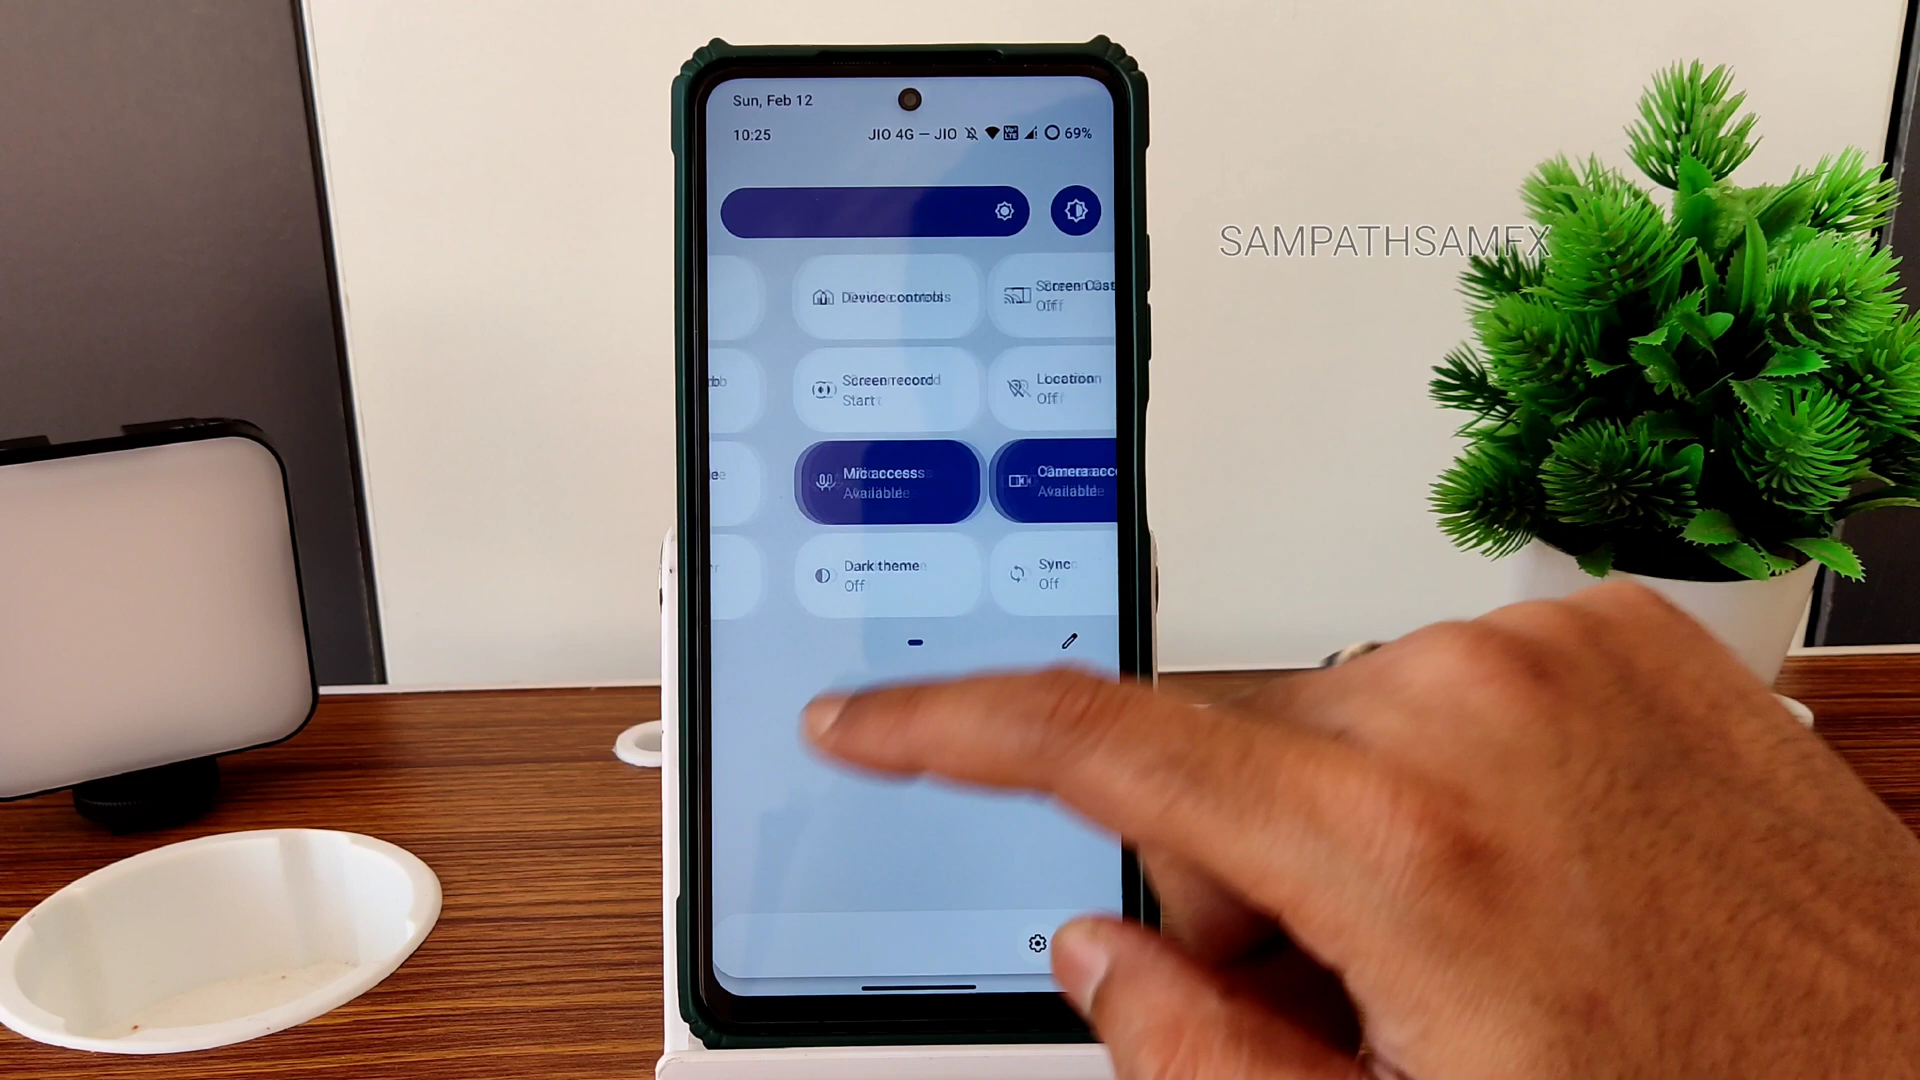 Sun, Feb 12
10:25 JIO 4G — JIO 69%
SAMPATHSAMFX
Device controls
Screen Cast
Off
Screen record
Start
Location
Off
Mic access
Available
Camera acc
Available
Dark theme
Off
Sync
Off